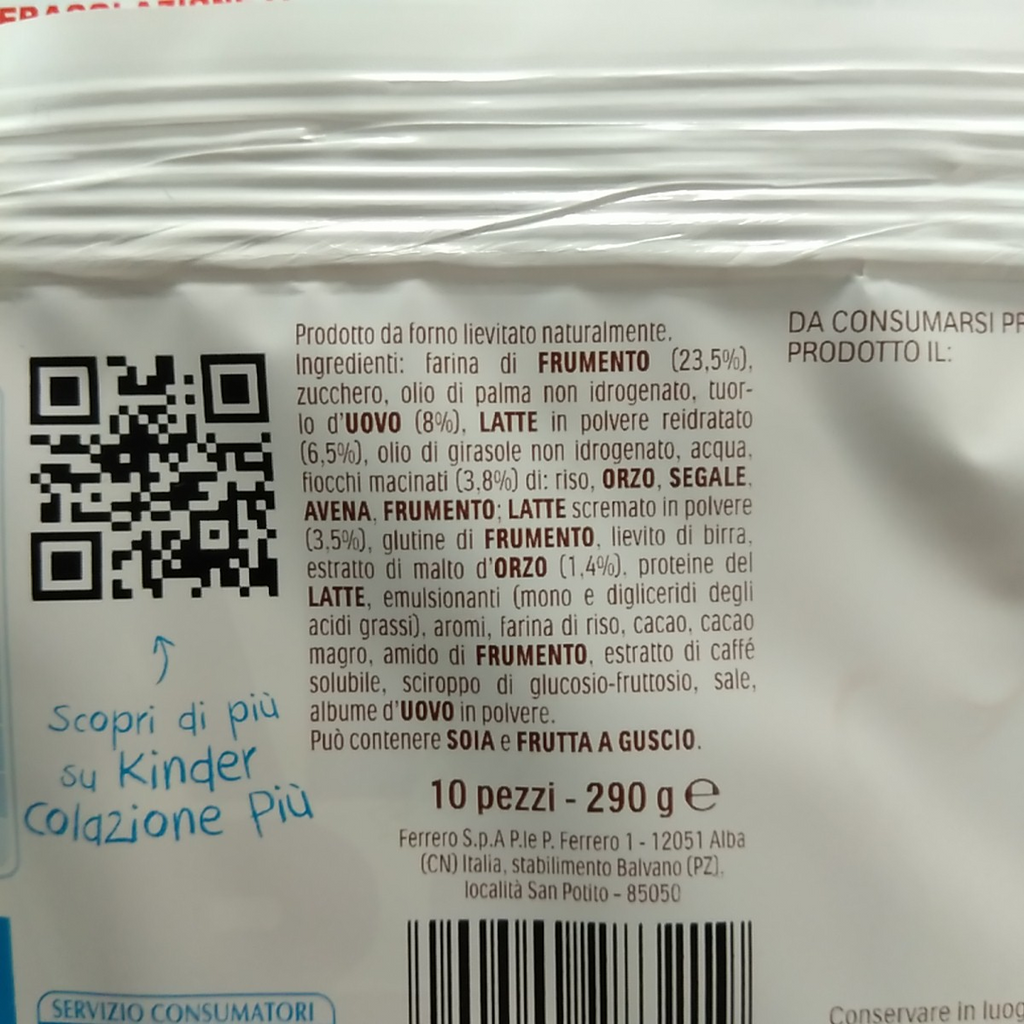 Prodotto da forno lievitato naturalmente.
Ingredienti: farina di FRUMENTO (23,5%),
zucchero, olio di palma non idrogenato, tuor-
lo d'UOVO (8%), LATTE in polvere reidratato
(6,5%), olio di girasole non idrogenato, acqua,
fiocchi macinati (3,8%) di: riso, ORZO, SEGALE,
AVENA, FRUMENTO; LATTE scremato in polvere
(3,5%), glutine di FRUMENTO, lievito di birra,
estratto di malto d'ORZO (1,4%), proteine del
LATTE, emulsionanti (mono e digliceridi degli
acidi grassi), aromi, farina di riso, cacao, cacao
magro, amido di FRUMENTO, estratto di caffé
solubile, sciroppo di glucosio-fruttosio, sale,
albume d'UOVO in polvere.
Può contenere SOIA e FRUTTA A GUSCIO.
10 pezzi - 290 g e
Ferrero S.p.A P.le P. Ferrero 1 - 12051 Alba
(CN) Italia, stabilimento Balvano (PZ),
località San Potito - 85050
Scopri di più
su Kinder
Colazione Più
DA CONSUMARSI PR
PRODOTTO IL:
SERVIZIO CONSUMATORI
Conservare in luog